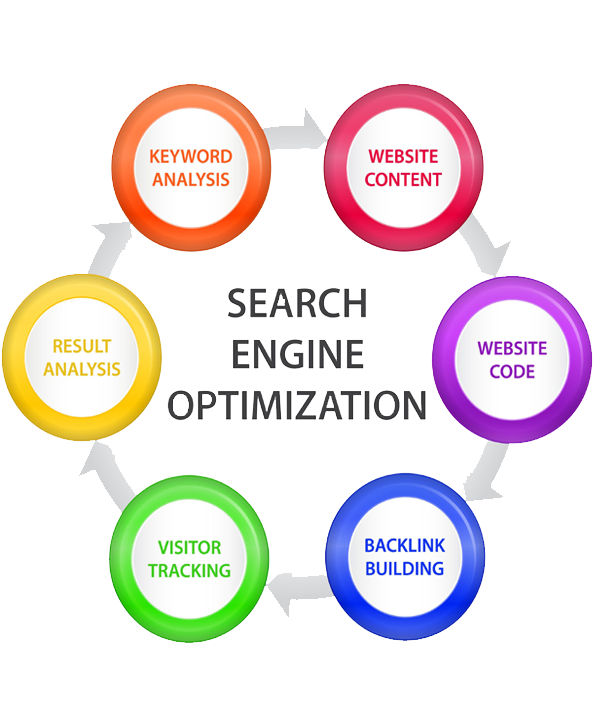 KEYWORD
ANALYSIS
WEBSITE
CONTENT
SEARCH
ENGINE
OPTIMIZATION
RESULT
ANALYSIS
WEBSITE
CODE
VISITOR
TRACKING
BACKLINK
BUILDING